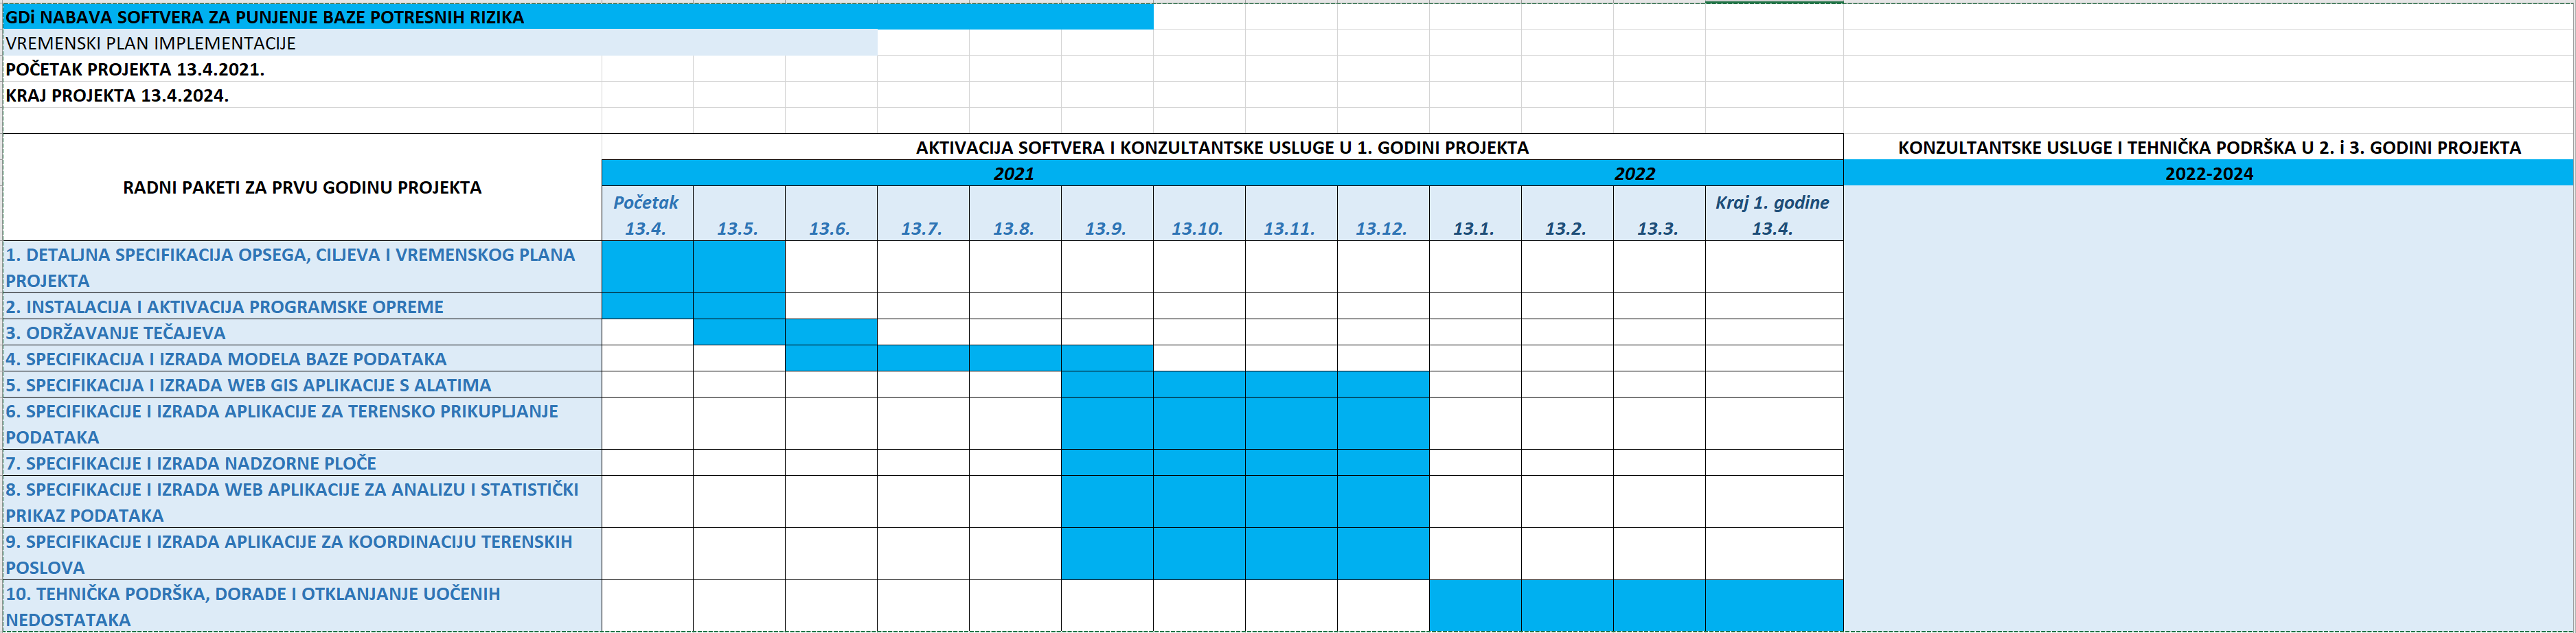 GDi NABAVA SOFTVERA ZA PUNJENJE BAZE POTRESNIH RIZIKA
VREMENSKI PLAN IMPLEMENTACIJE
POČETAK PROJEKTA 13.4.2021.
KRAJ PROJEKTA 13.4.2024.
RADNI PAKETI ZA PRVU GODINU PROJEKTA
AKTIVACIJA SOFTVERA I KONZULTANTSKE USLUGE U 1. GODINI PROJEKTA
KONZULTANTSKE USLUGE I TEHNIČKA PODRŠKA U 2. i 3. GODINI PROJEKTA
2021 2022 2022-2024
Početak Kraj 1. godine
13.4. 13.5. 13.6. 13.7. 13.8. 13.9. 13.10. 13.11. 13.12. 13.1. 13.2. 13.3. 13.4.
1. DETALJNA SPECIFIKACIJA OPSEGA, CILJEVA I VREMENSKOG PLANA
PROJEKTA
2. INSTALACIJA I AKTIVACIJA PROGRAMSKE OPREME
3. ODRŽAVANJE TEČAJEVA
4. SPECIFIKACIJA I IZRADA MODELA BAZE PODATAKA
5. SPECIFIKACIJA I IZRADA WEB GIS APLIKACIJE S ALATIMA
6. SPECIFIKACIJE I IZRADA APLIKACIJE ZA TERENSKO PRIKUPLJANJE
PODATAKA
7. SPECIFIKACIJE I IZRADA NADZORNE PLOČE
8. SPECIFIKACIJE I IZRADA WEB APLIKACIJE ZA ANALIZU I STATISTIČKI
PRIKAZ PODATAKA
9. SPECIFIKACIJE I IZRADA APLIKACIJE ZA KOORDINACIJU TERENSKIH
POSLOVA
10. TEHNIČKA PODRŠKA, DORADE I OTKLANJANJE UOČENIH
NEDOSTATAKA